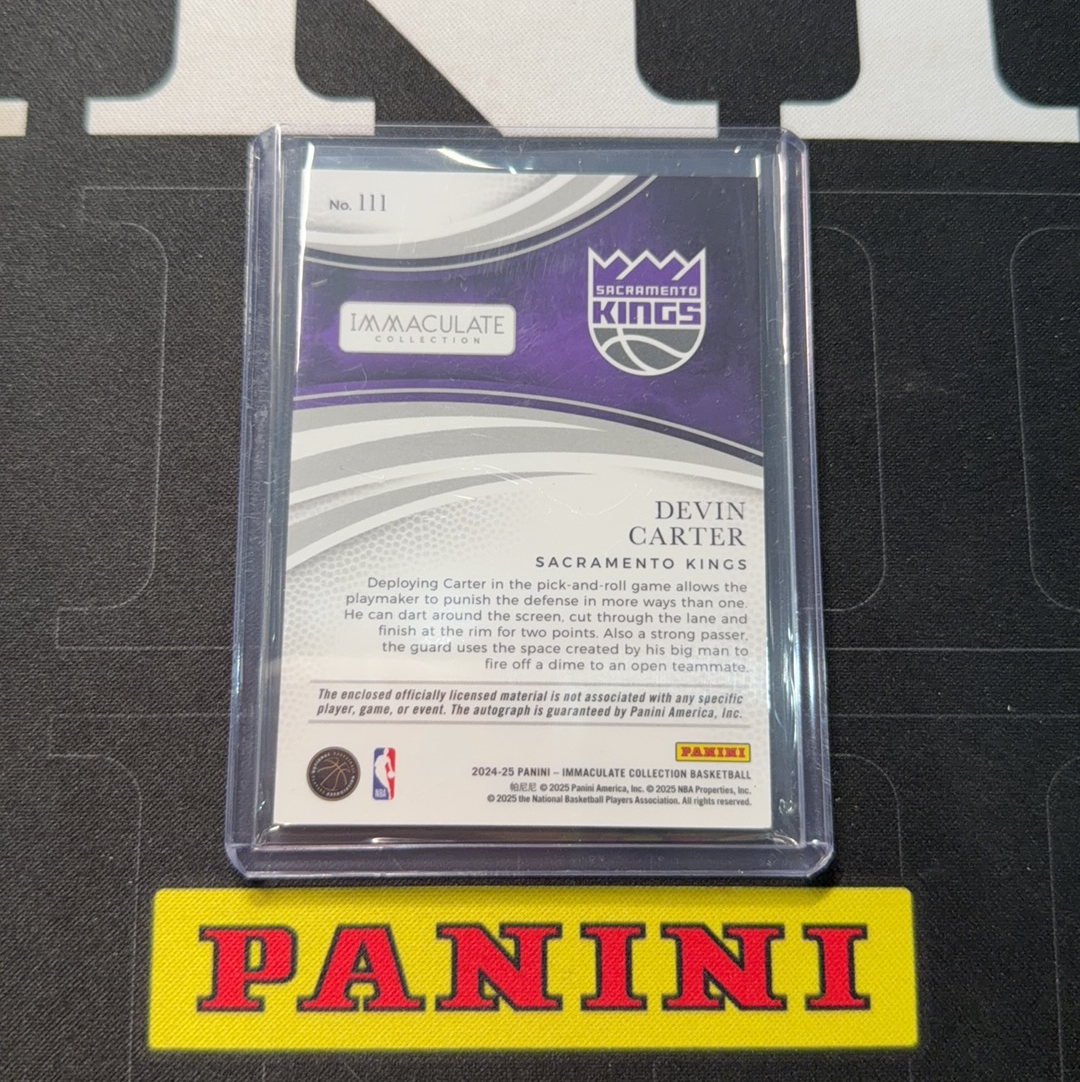 No. 111
SACRAMENTO
KINGS
IMMACULATE
COLLECTION
DEVIN
CARTER
SACRAMENTO KINGS
Deploying Carter in the pick-and-roll game allows the
playmaker to punish the defense in more ways than one.
He can dart around the screen, cut through the lane and
finish at the rim for two points. Also a strong passer,
the guard uses the space created by his big man to
fire off a dime to an open teammate.
The enclosed officially licensed material is not associated with any specific
player, game, or event. The autograph is guaranteed by Panini America, Inc.
PANINI
NBA
2024-25 PANINI – IMMACULATE COLLECTION BASKETBALL
帕尼尼 © 2025 Panini America, Inc. © 2025 NBA Properties, Inc.
© 2025 the National Basketball Players Association. All rights reserved.
PANINI